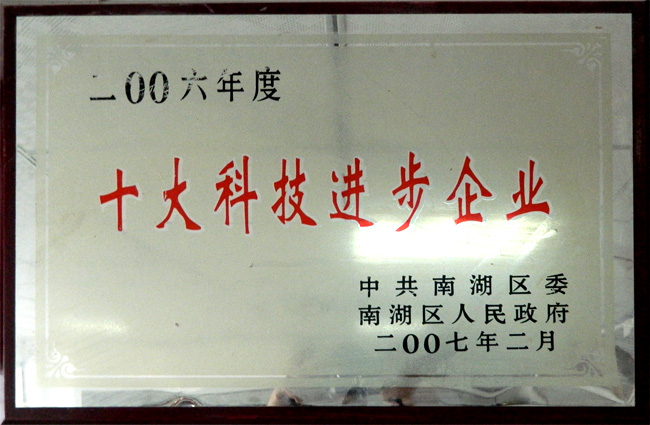 二00六年度
十大科技进步企业
中共南湖区委
南湖区人民政府
二00七年二月